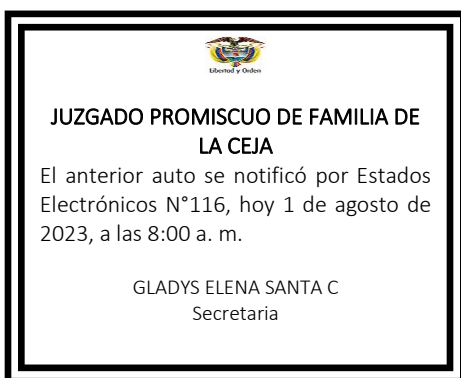 Libertad y Orden
JUZGADO PROMISCUO DE FAMILIA DE
LA CEJA
El anterior auto se notificó por Estados
Electrónicos N°116, hoy 1 de agosto de
2023, a las 8:00 a. m.
GLADYS ELENA SANTA C
Secretaria